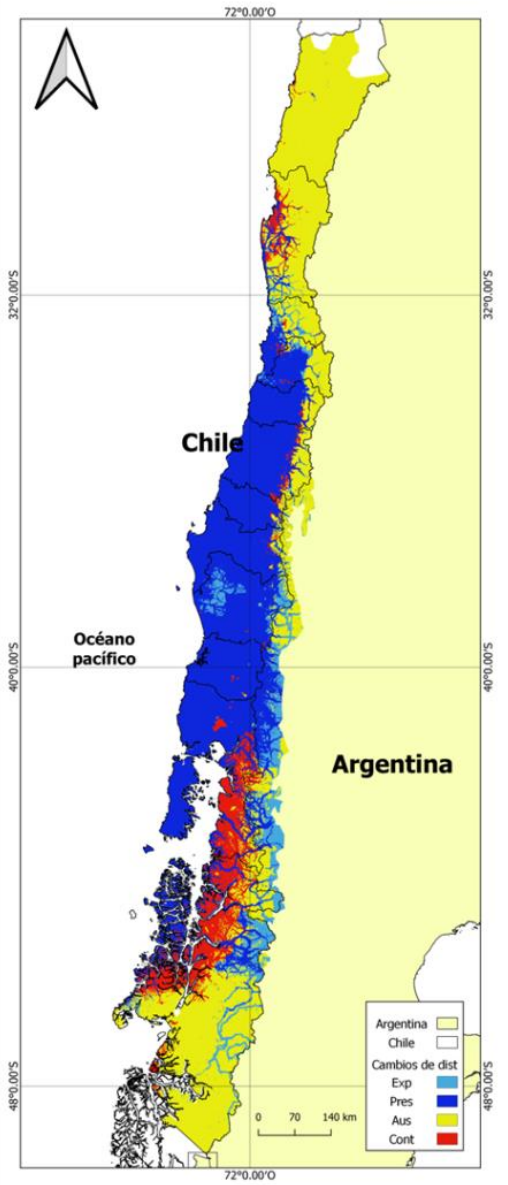 72°0.00'O
32°0.00'S
32°0.00'S
Chile
40°0.00'S
40°0.00'S
Océano
pacífico
Argentina
Argentina
Chile
Cambios de dist
Exp
Pres
Aus
Cont
48°0.00'S
48°0.00'S
0 70 140 km
72°0.00'O